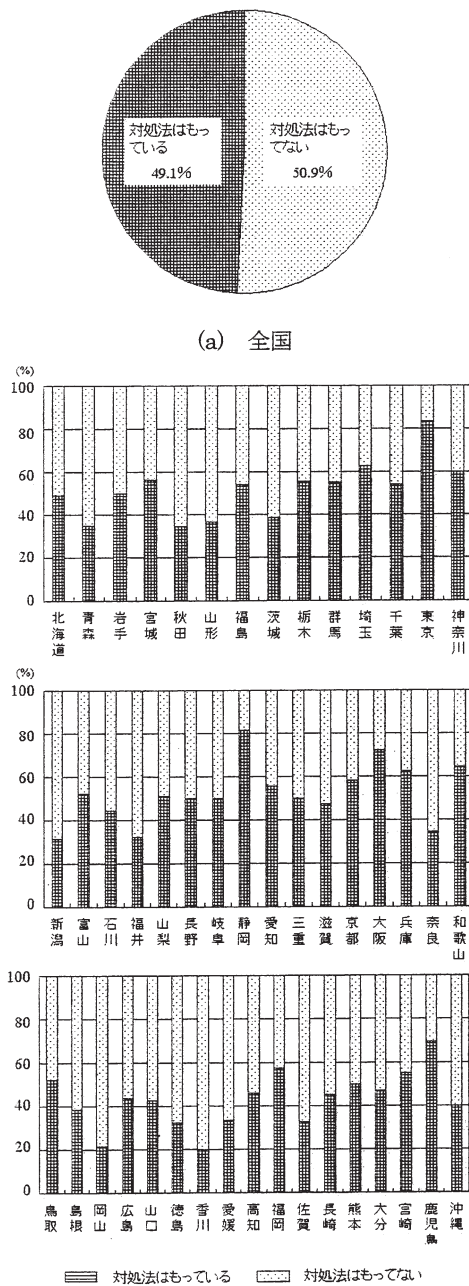 対処法はもっ
ている
49.1%
対処法はもっ
てない
50.9%
(a) 全国
(%)
100
80
60
40
20
0
北海道 青森 岩手 宮城 秋田 山形 福島 茨城 栃木 群馬 埼玉 千葉 東京 神奈川
(%)
100
80
60
40
20
0
新潟 富山 石川 福井 山梨 長野 岐阜 静岡 愛知 三重 滋賀 京都 大阪 兵庫 奈良 和歌山
100
80
60
40
20
0
鳥取 島根 岡山 広島 山口 徳島 香川 愛媛 高知 福岡 佐賀 長崎 熊本 大分 宮崎 鹿児島 沖縄
対処法はもっている 対処法はもってない